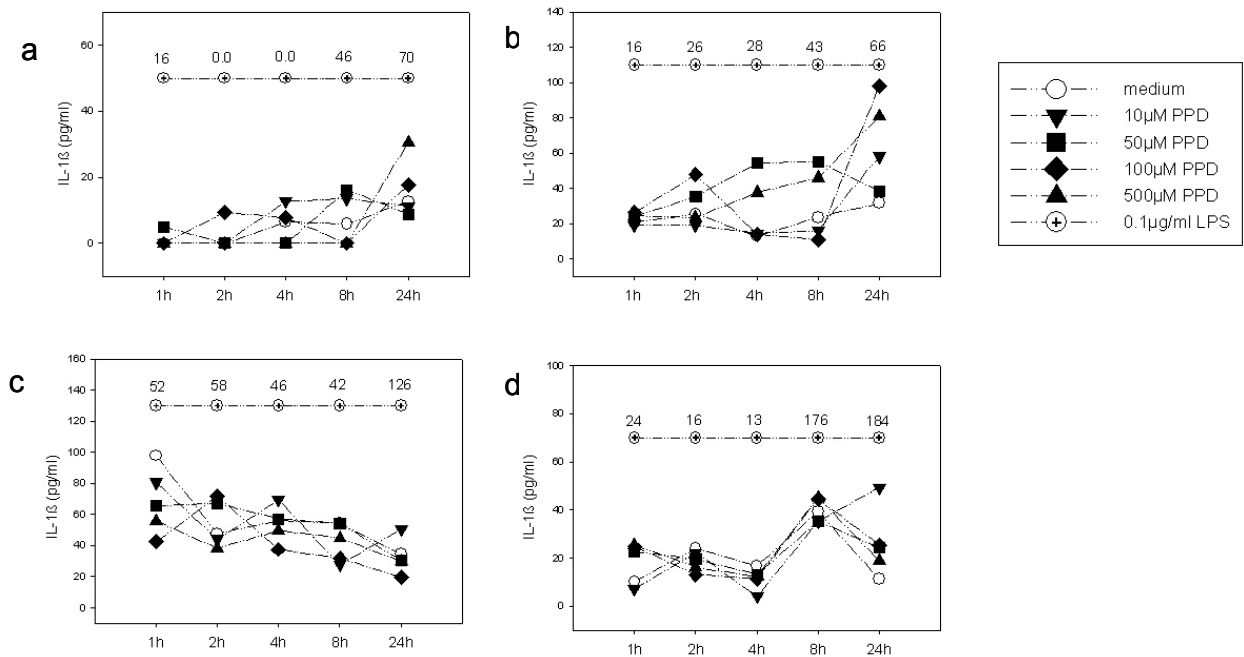 a
60
40
20
0
IL-1ß (pg/ml)
16 0.0 0.0 46 70
1h 2h 4h 8h 24h
b
140
120
100
80
60
40
20
0
IL-1ß (pg/ml)
16 26 28 43 66
1h 2h 4h 8h 24h
medium
10µM PPD
50µM PPD
100µM PPD
500µM PPD
0.1µg/ml LPS
c
160
140
120
100
80
60
40
20
0
IL-1ß (pg/ml)
52 58 46 42 126
1h 2h 4h 8h 24h
d
100
80
60
40
20
0
IL-1ß (pg/ml)
24 16 13 176 184
1h 2h 4h 8h 24h